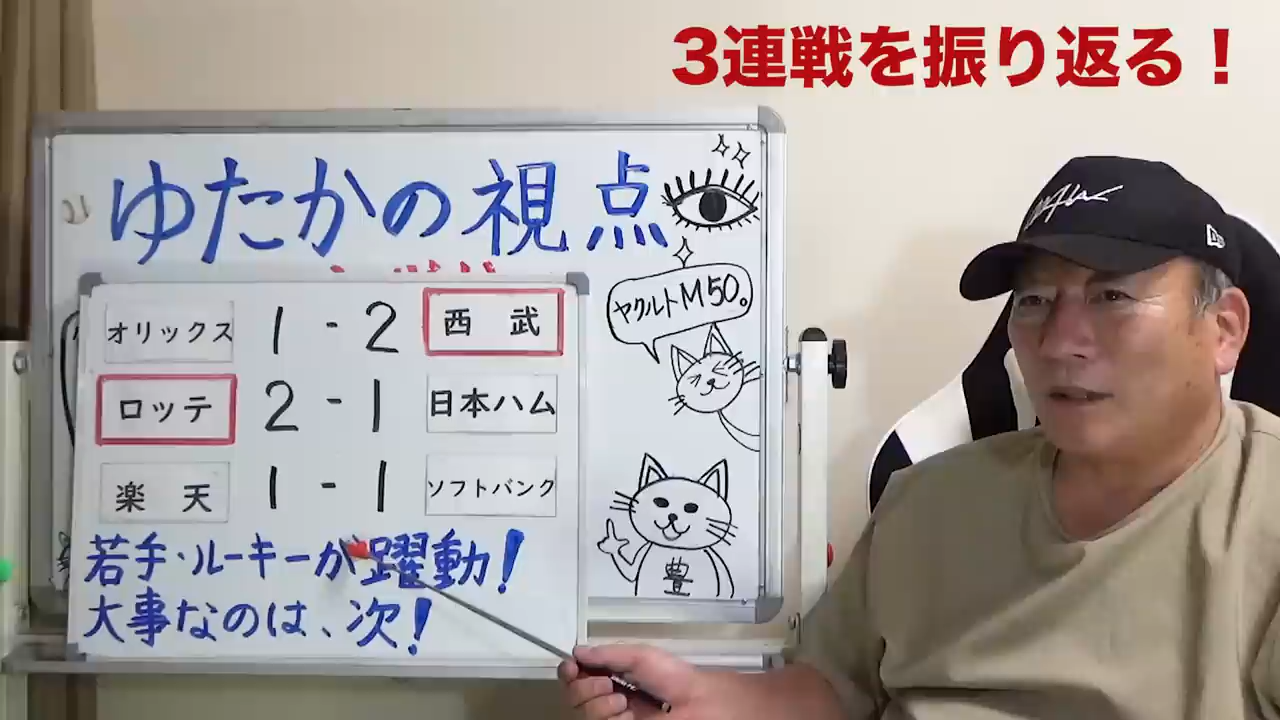 3連戦を振り返る！
ゆたかの視点
ヤクルトM50。
オリックス 1 - 2 西武
ロッテ 2 - 1 日本ハム
楽天 1 - 1 ソフトバンク
若手・ルーキーが躍動!
大事なのは、次!
豊